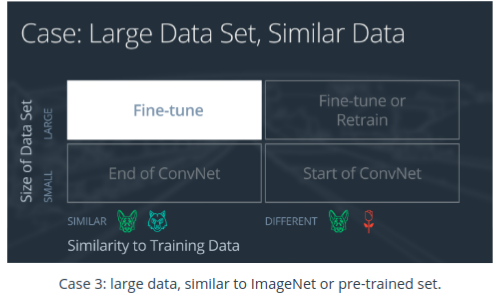 Case: Large Data Set, Similar Data
Size of Data Set
LARGE
SMALL
Fine-tune
Fine-tune or
Retrain
End of ConvNet
Start of ConvNet
SIMILAR
DIFFERENT
Similarity to Training Data
Case 3: large data, similar to ImageNet or pre-trained set.